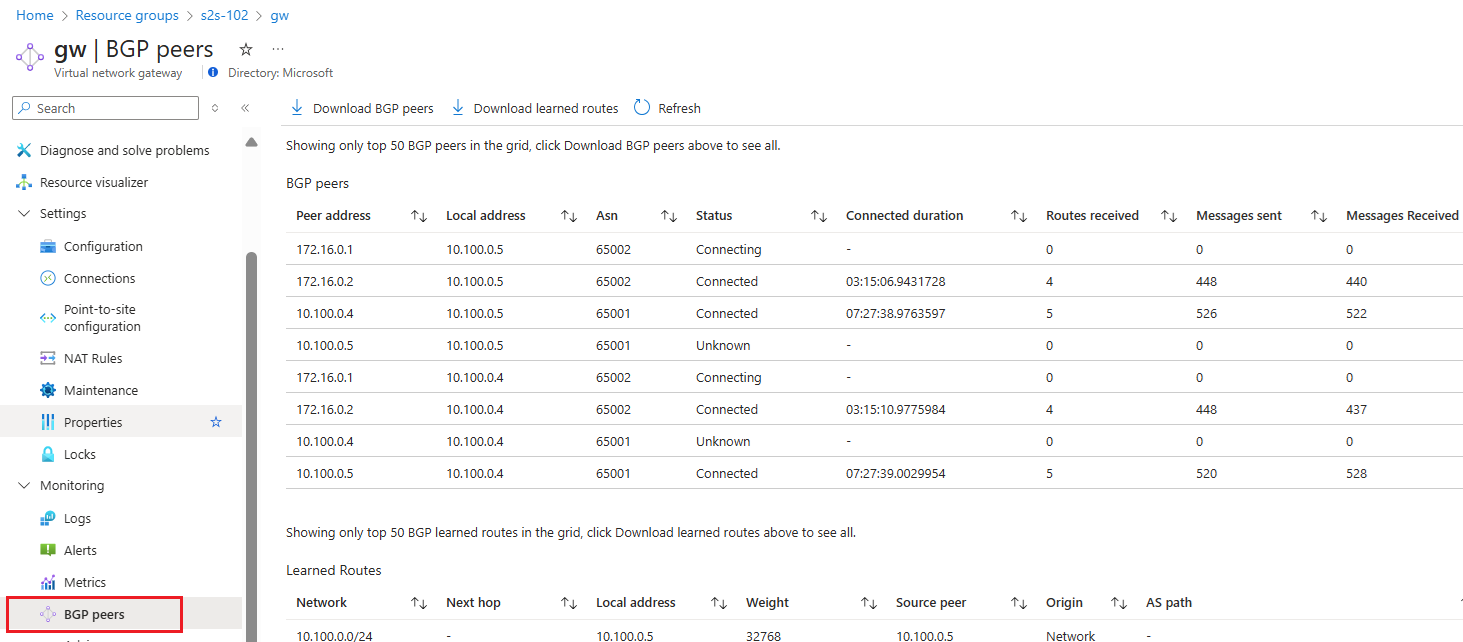 Home > Resource groups > s2s-102 > gw
gw | BGP peers
Virtual network gateway
Directory: Microsoft
Search
Download BGP peers
Download learned routes
Refresh
Diagnose and solve problems
Resource visualizer
Settings
Configuration
Connections
Point-to-site
configuration
NAT Rules
Maintenance
Properties
Locks
Monitoring
Logs
Alerts
Metrics
BGP peers
Showing only top 50 BGP peers in the grid, click Download BGP peers above to see all.
BGP peers
Peer address Local address Asn Status Connected duration Routes received Messages sent Messages Received
172.16.0.1 10.100.0.5 65002 Connecting - 0 0 0
172.16.0.2 10.100.0.5 65002 Connected 03:15:06.9431728 4 448 440
10.100.0.4 10.100.0.5 65001 Connected 07:27:38.9763597 5 526 522
10.100.0.5 10.100.0.5 65001 Unknown - 0 0 0
172.16.0.1 10.100.0.4 65002 Connecting - 0 0 0
172.16.0.2 10.100.0.4 65002 Connected 03:15:10.9775984 4 448 437
10.100.0.4 10.100.0.4 65001 Unknown - 0 0 0
10.100.0.5 10.100.0.4 65001 Connected 07:27:39.0029954 5 520 528
Showing only top 50 BGP learned routes in the grid, click Download learned routes above to see all.
Learned Routes
Network Next hop Local address Weight Source peer Origin AS path
10.100.0.0/24 - 10.100.0.5 32768 10.100.0.5 Network -